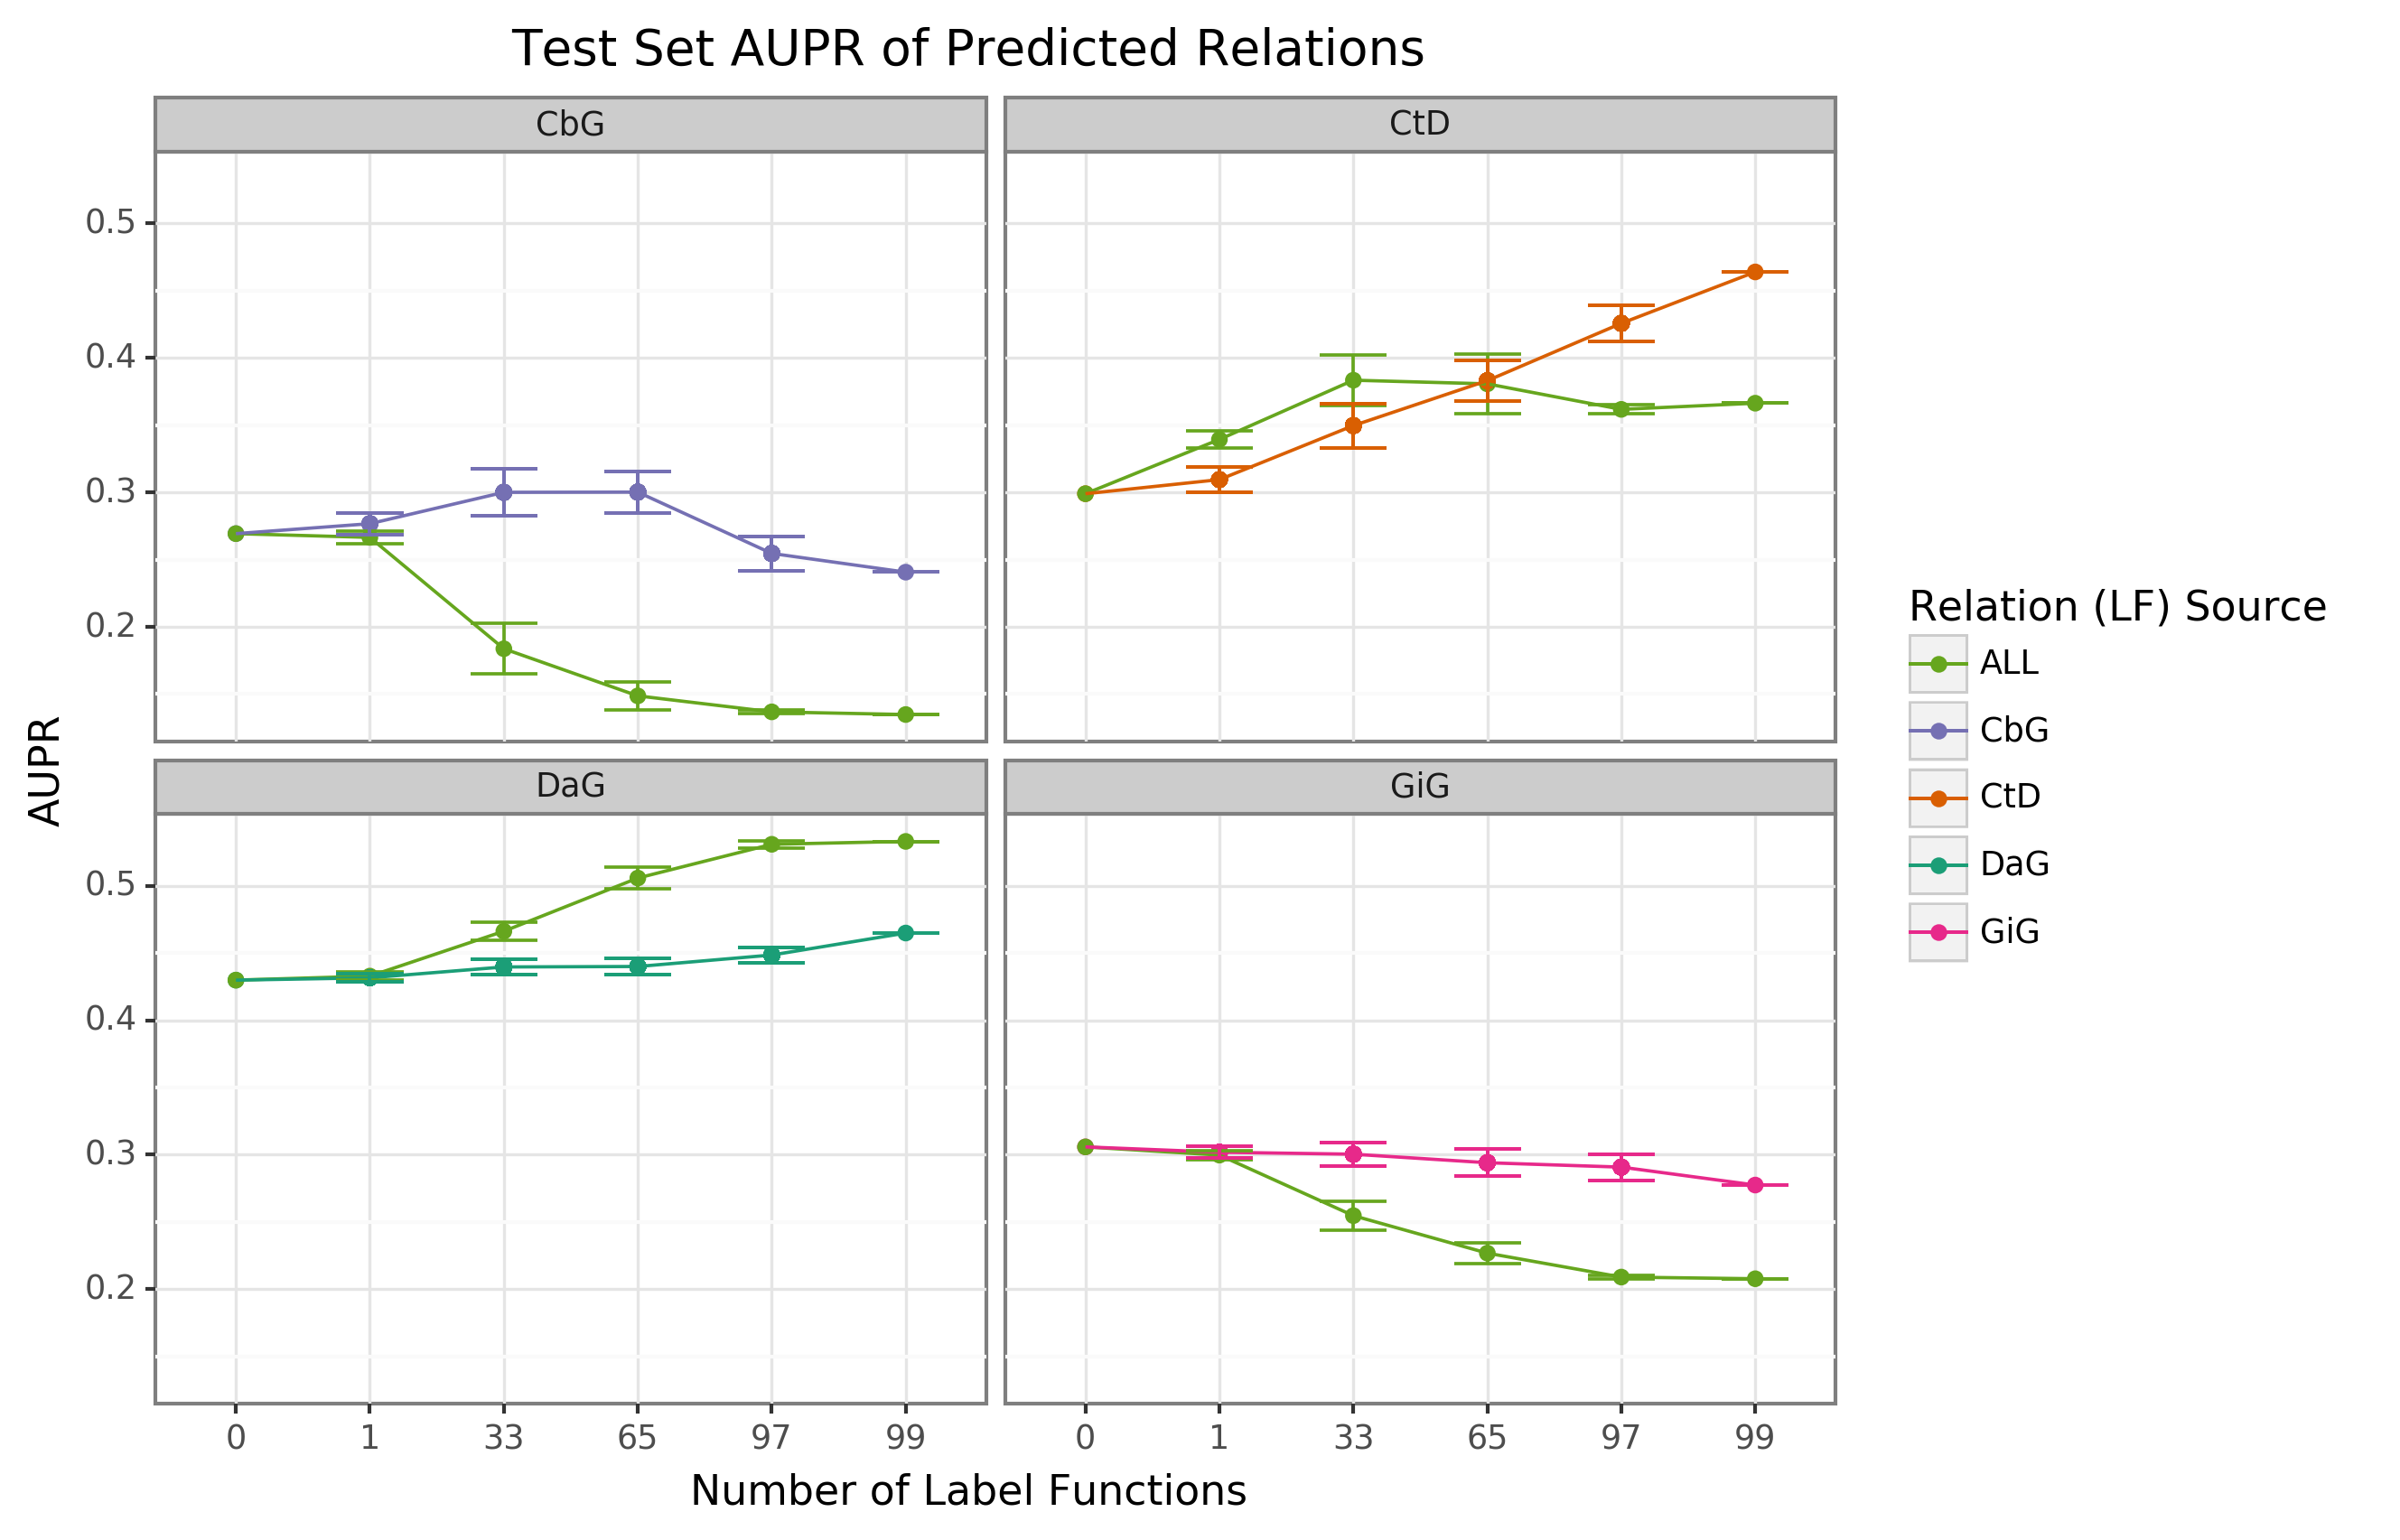 Test Set AUPR of Predicted Relations
CbG
CtD
0.5
0.4
0.3
0.2
DaG
GiG
0.5
0.4
0.3
0.2
0 1 33 65 97 99
0 1 33 65 97 99
Number of Label Functions
AUPR
Relation (LF) Source
ALL
CbG
CtD
DaG
GiG